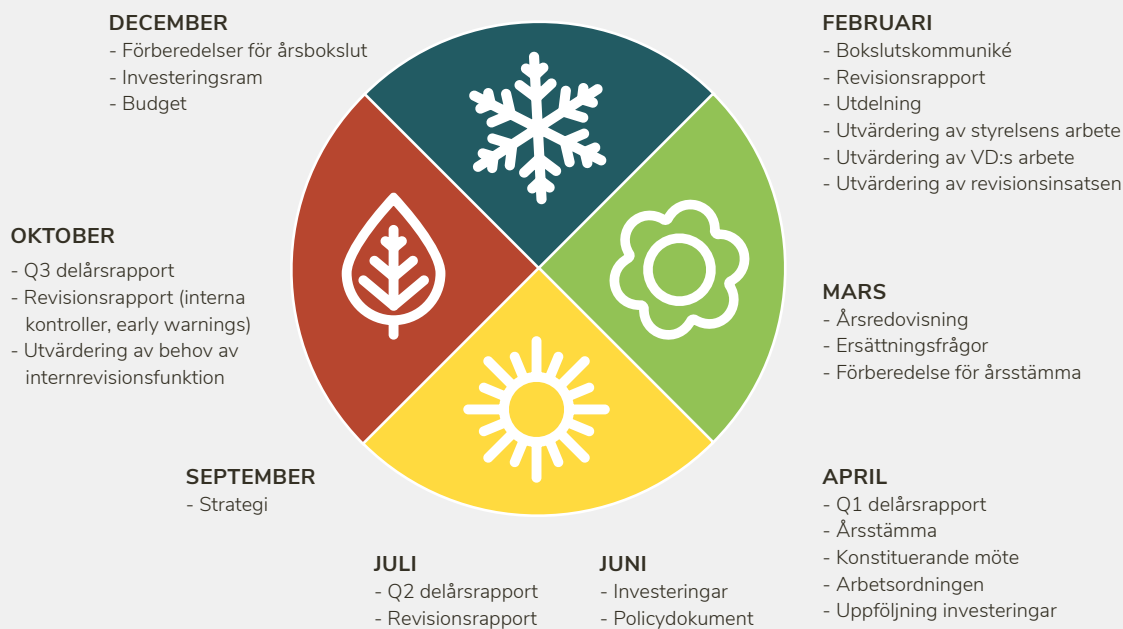 DECEMBER
- Förberedelser för årsbokslut
- Investeringsram
- Budget
FEBRUARI
- Bokslutskommuniké
- Revisionsrapport
- Utdelning
- Utvärdering av styrelsens arbete
- Utvärdering av VD:s arbete
- Utvärdering av revisionsinsatsen
MARS
- Årsredovisning
- Ersättningsfrågor
- Förberedelse för årsstämma
APRIL
- Q1 delårsrapport
- Årsstämma
- Konstituerande möte
- Arbetsordningen
- Uppföljning investeringar
JUNI
- Investeringar
- Policydokument
JULI
- Q2 delårsrapport
- Revisionsrapport
SEPTEMBER
- Strategi
OKTOBER
- Q3 delårsrapport
- Revisionsrapport (interna
kontroller, early warnings)
- Utvärdering av behov av
internrevisionsfunktion